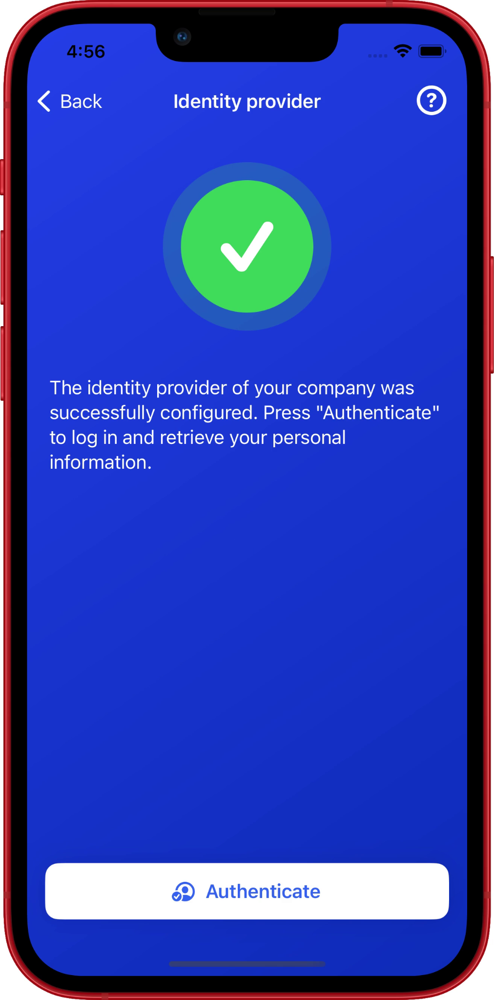 4:56
Back
Identity provider
?
The identity provider of your company was
successfully configured. Press "Authenticate"
to log in and retrieve your personal
information.
Authenticate